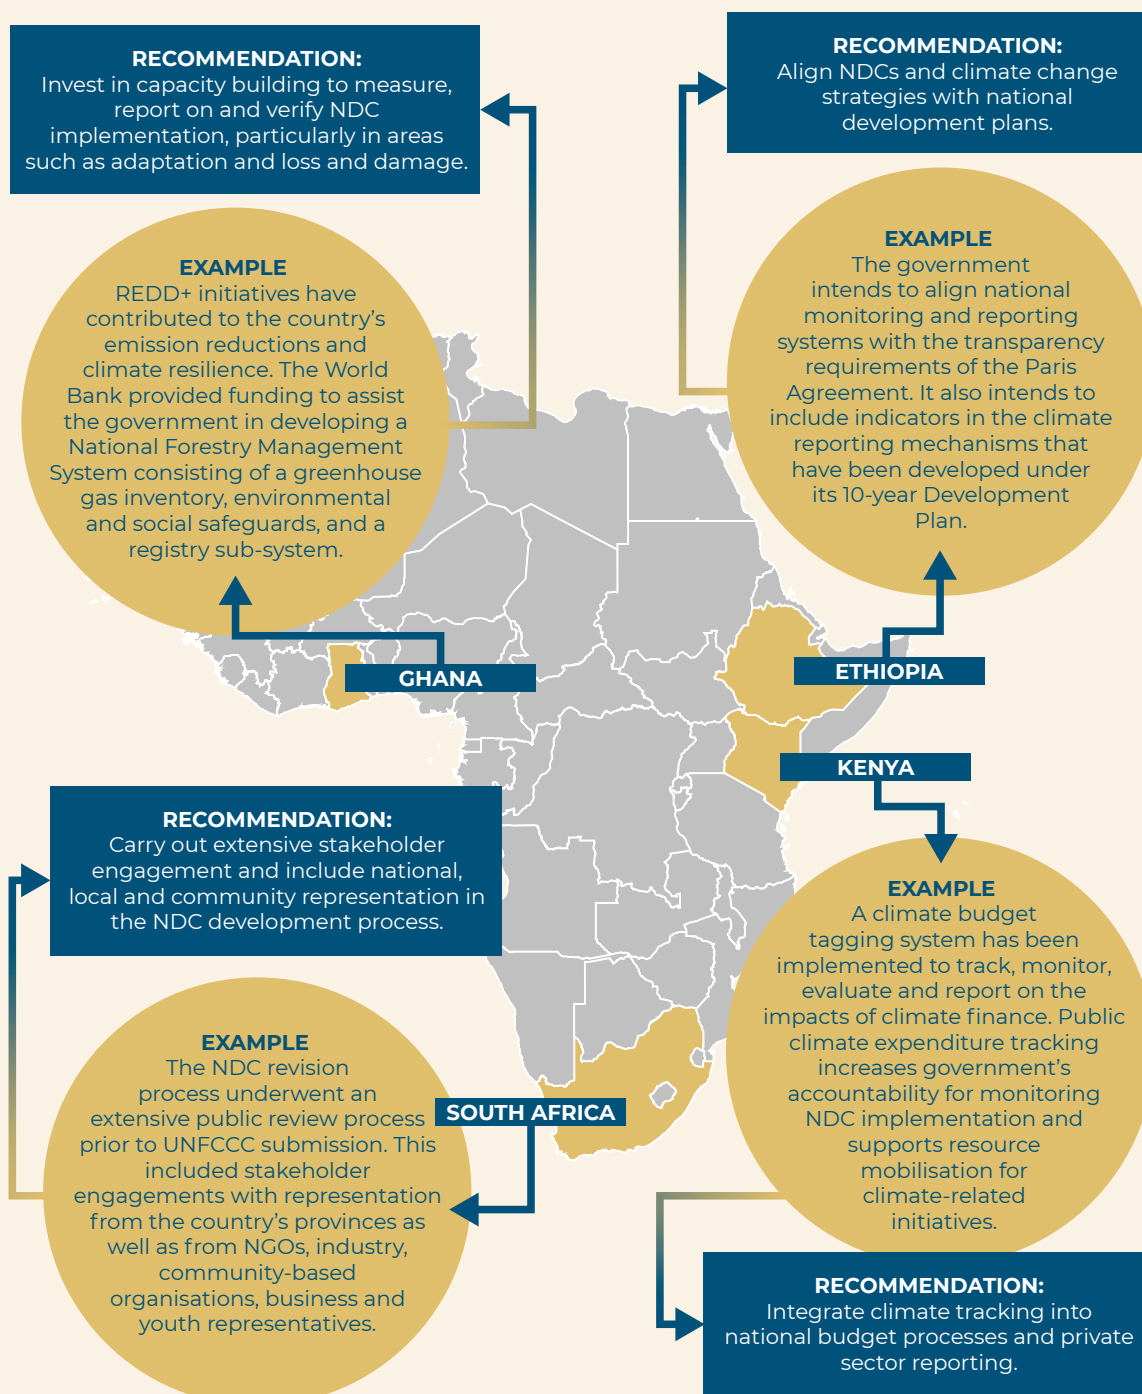 RECOMMENDATION:
Invest in capacity building to measure,
report on and verify NDC
implementation, particularly in areas
such as adaptation and loss and damage.
RECOMMENDATION:
Align NDCs and climate change
strategies with national
development plans.
EXAMPLE
REDD+ initiatives have
contributed to the country’s
emission reductions and
climate resilience. The World
Bank provided funding to assist
the government in developing a
National Forestry Management
System consisting of a greenhouse
gas inventory, environmental
and social safeguards, and a
registry sub-system.
EXAMPLE
The government
intends to align national
monitoring and reporting
systems with the transparency
requirements of the Paris
Agreement. It also intends to
include indicators in the climate
reporting mechanisms that
have been developed under
its 10-year Development
Plan.
GHANA
ETHIOPIA
KENYA
RECOMMENDATION:
Carry out extensive stakeholder
engagement and include national,
local and community representation in
the NDC development process.
EXAMPLE
A climate budget
tagging system has been
implemented to track, monitor,
evaluate and report on the
impacts of climate finance. Public
climate expenditure tracking
increases government’s
accountability for monitoring
NDC implementation and
supports resource
mobilisation for
climate-related
initiatives.
EXAMPLE
The NDC revision
process underwent an
extensive public review process
prior to UNFCCC submission. This
included stakeholder
engagements with representation
from the country’s provinces as
well as from NGOs, industry,
community-based
organisations, business and
youth representatives.
SOUTH AFRICA
RECOMMENDATION:
Integrate climate tracking into
national budget processes and private
sector reporting.